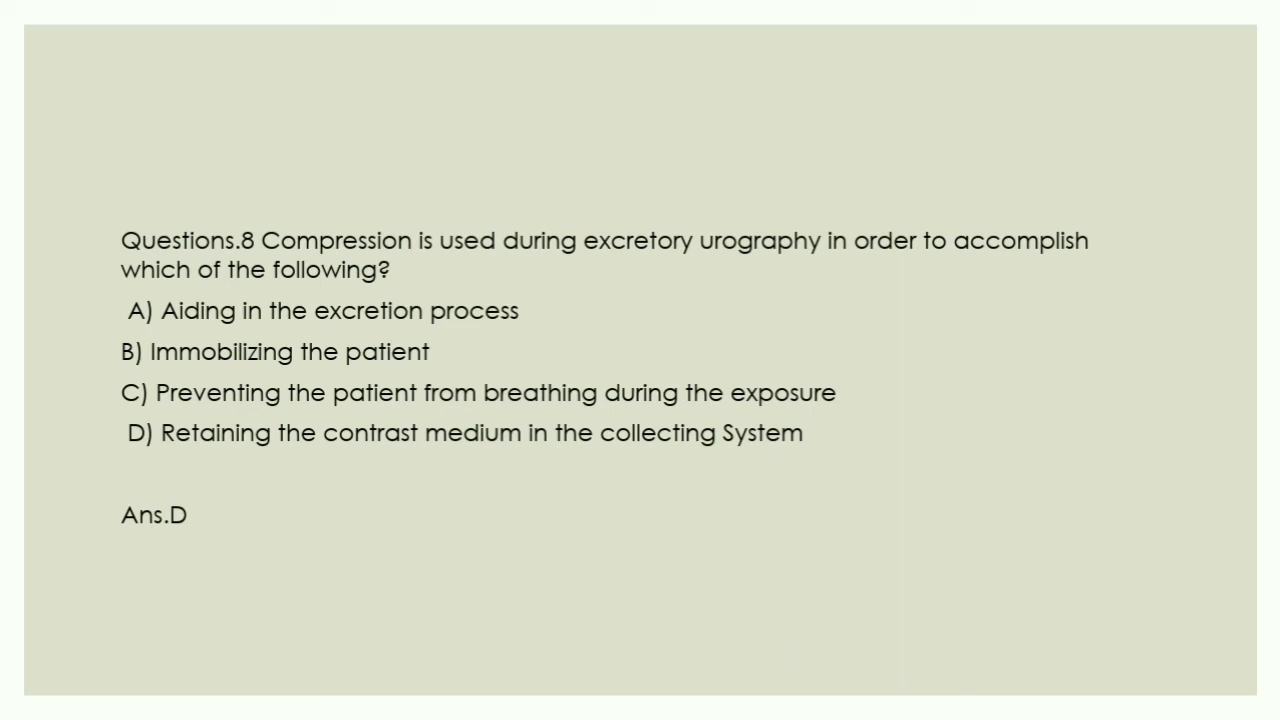 Questions.8 Compression is used during excretory urography in order to accomplish
which of the following?
A) Aiding in the excretion process
B) Immobilizing the patient
C) Preventing the patient from breathing during the exposure
D) Retaining the contrast medium in the collecting System
Ans.D